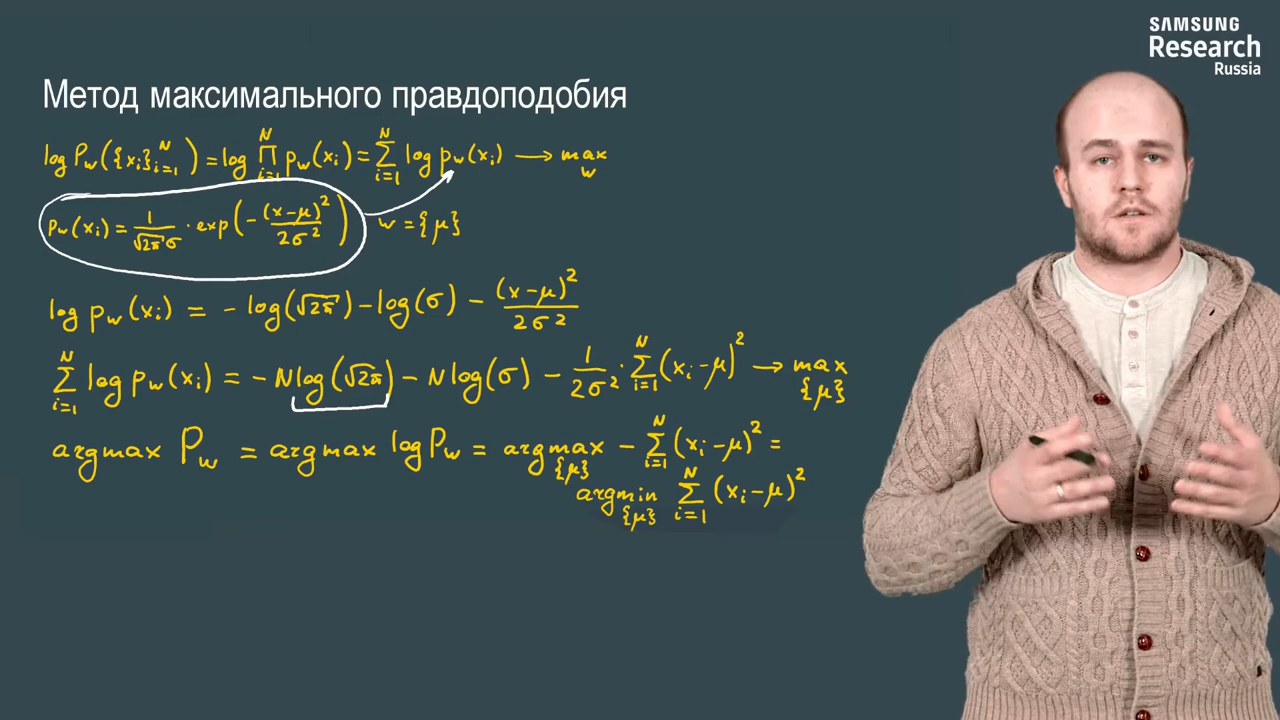 SAMSUNG
Research
Russia
Метод максимального правдоподобия
log P_w({x_i}_{i=1}^N) = log ∏_{i=1}^N p_w(x_i) = ∑_{i=1}^N log p_w(x_i) → max_w
p_w(x_i) = 1/(√2π σ) · exp(−(x−μ)²/2σ²) w = {μ}
log p_w(x_i) = − log(√2π) − log(σ) − (x−μ)²/2σ²
∑_{i=1}^N log p_w(x_i) = − N log(√2π) − N log(σ) − 1/2σ² · ∑_{i=1}^N (x_i − μ)² → max_{μ}
argmax P_w = argmax log P_w = argmax_{μ} − ∑_{i=1}^N (x_i − μ)² =
argmin_{μ} ∑_{i=1}^N (x_i − μ)²